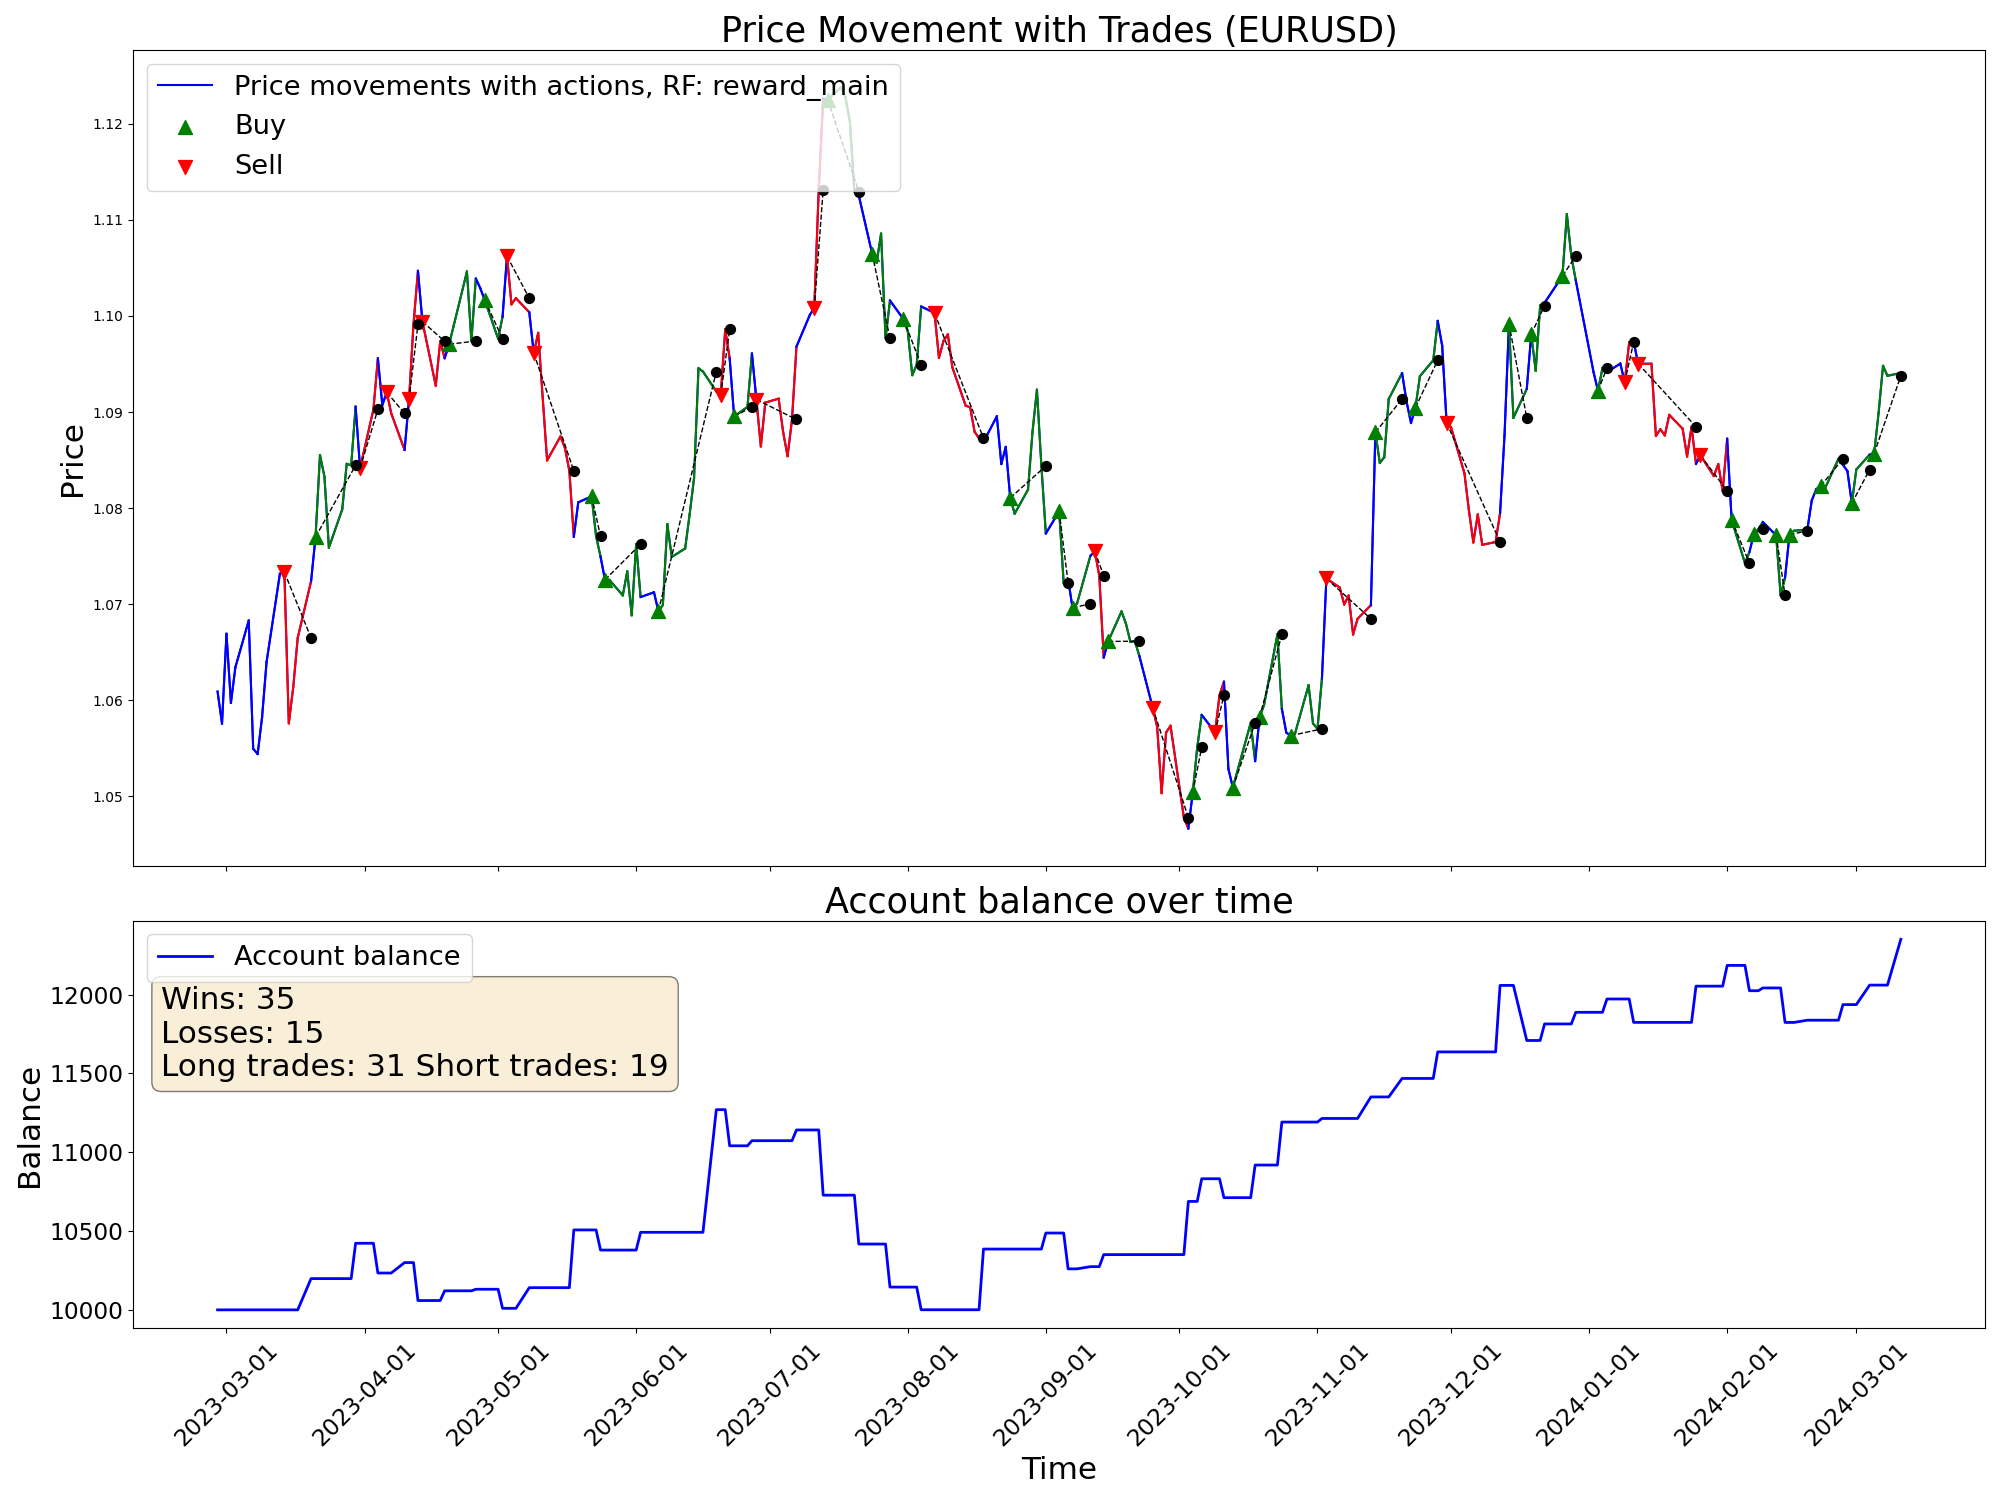 Price Movement with Trades (EURUSD)
Price movements with actions, RF: reward_main
Buy
Sell
1.12
1.11
1.10
1.09
1.08
1.07
1.06
1.05
Price
Account balance over time
Account balance
Wins: 35
Losses: 15
Long trades: 31 Short trades: 19
12000
11500
11000
10500
10000
Balance
2023-03-01
2023-04-01
2023-05-01
2023-06-01
2023-07-01
2023-08-01
2023-09-01
2023-10-01
2023-11-01
2023-12-01
2024-01-01
2024-02-01
2024-03-01
Time